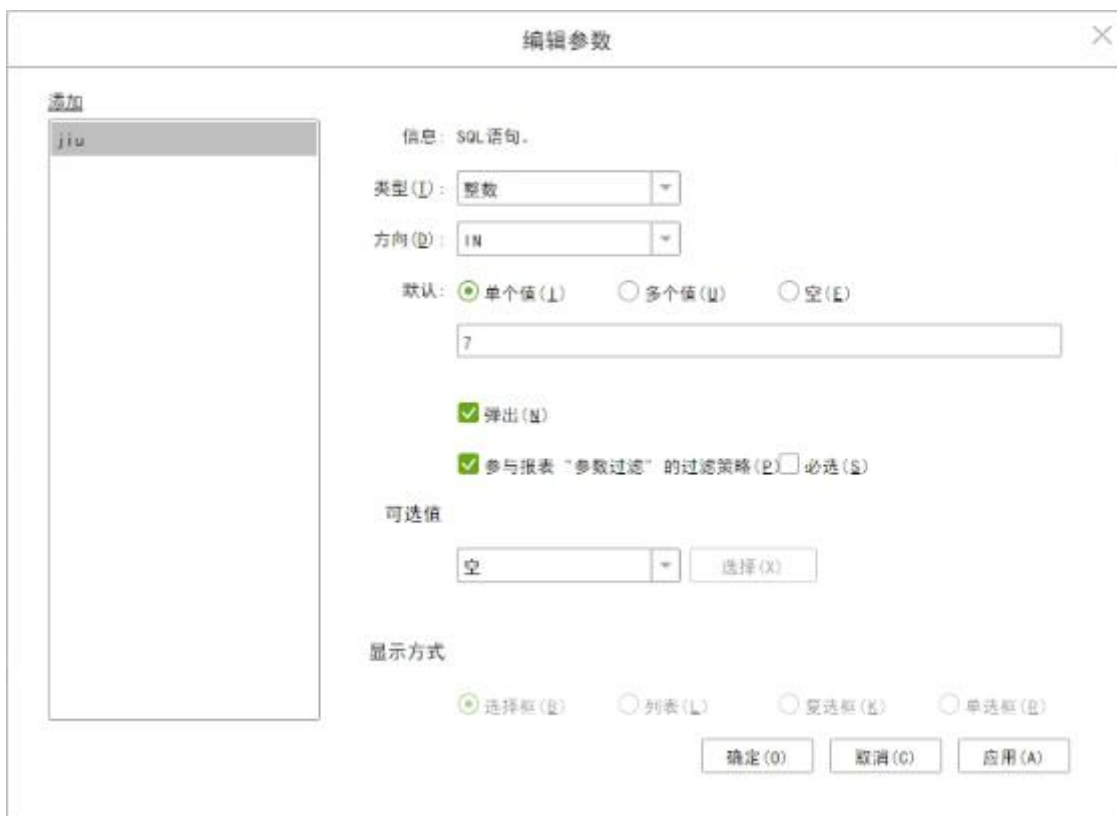 编辑参数
添加
jiu
信息: SQL语句.
类型(T): 整数
方向(D): IN
默认: 单个值(I) 多个值(U) 空(E)
7
弹出(N)
参与报表 "参数过滤" 的过滤策略(P) 必选(S)
可选值
空 选择(X)
显示方式
选择框(B) 列表(L) 复选框(K) 单选框(R)
确定(O) 取消(C) 应用(A)